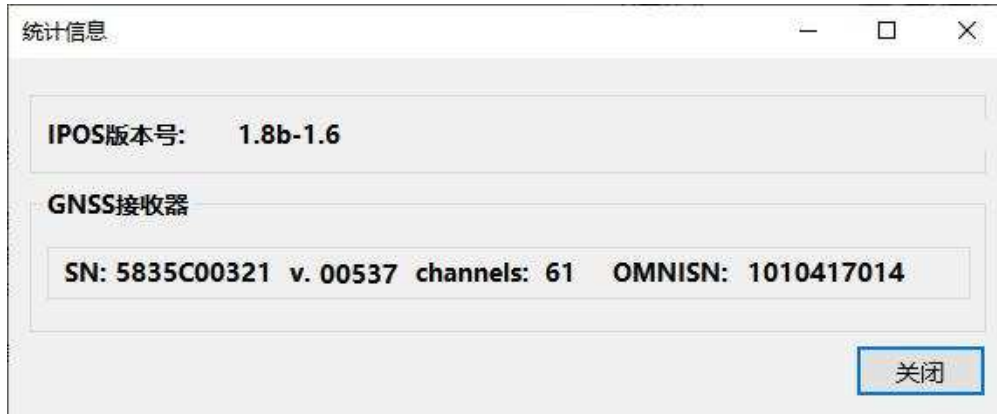 统计信息
IPOS版本号: 1.8b-1.6
GNSS接收器
SN: 5835C00321 v. 00537 channels: 61 OMNISN: 1010417014
关闭